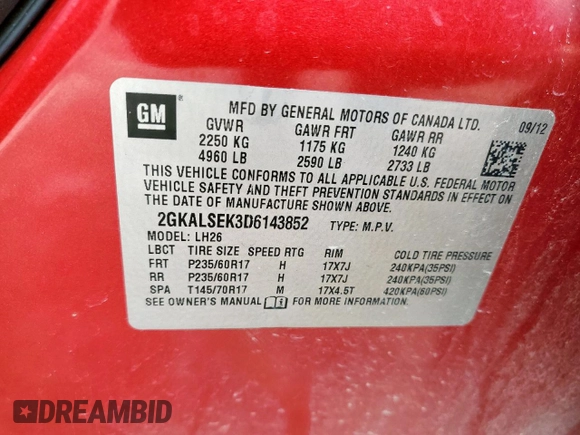 GM
MFD BY GENERAL MOTORS OF CANADA LTD. 09/12
GVWR GAWR FRT GAWR RR
2250 KG 1175 KG 1240 KG
4960 LB 2590 LB 2733 LB
THIS VEHICLE CONFORMS TO ALL APPLICABLE U.S. FEDERAL MOTOR
VEHICLE SAFETY AND THEFT PREVENTION STANDARDS IN EFFECT ON
THE DATE OF MANUFACTURE SHOWN ABOVE.
2GKALSEK3D6143852 TYPE: M.P.V.
MODEL: LH26
LBCT TIRE SIZE SPEED RTG RIM COLD TIRE PRESSURE
FRT P235/60R17 H 17X7J 240KPA(35PSI)
RR P235/60R17 H 17X7J 240KPA(35PSI)
SPA T145/70R17 M 17X4.5T 420KPA(60PSI)
SEE OWNER'S MANUAL FOR MORE INFORMATION.
DREAMBID